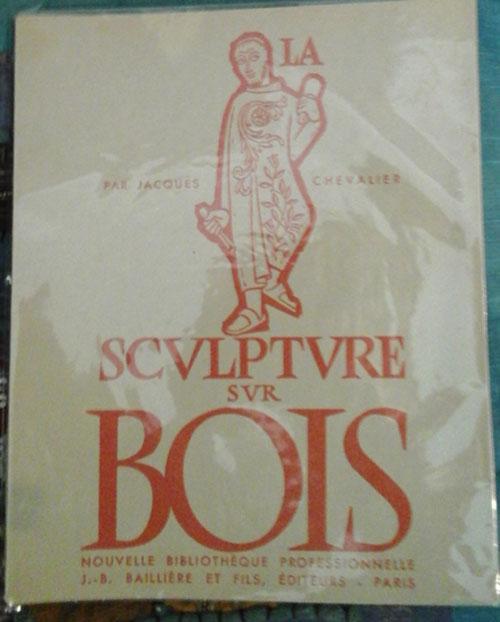 LA
PAR JACQUES CHEVALIER
SCVLPTVRE
SVR
BOIS
NOUVELLE BIBLIOTHÈQUE PROFESSIONNELLE
J.-B. BAILLIÈRE ET FILS, ÉDITEURS - PARIS